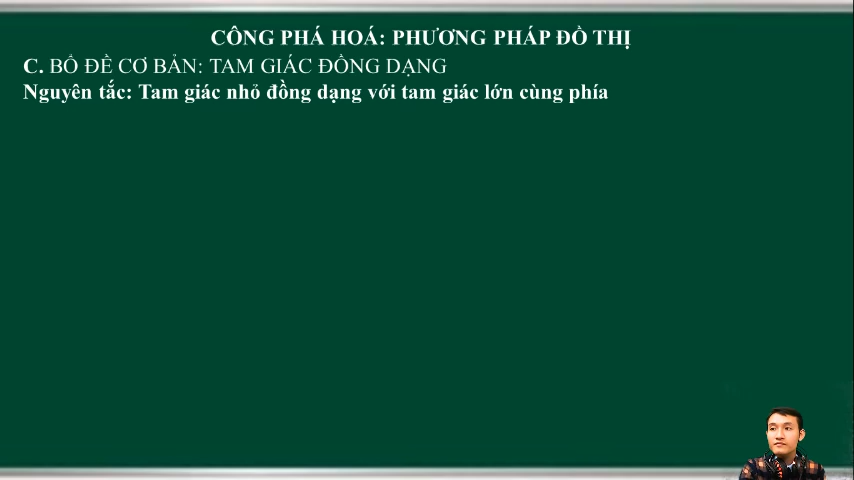 CÔNG PHÁ HOÁ: PHƯƠNG PHÁP ĐỒ THỊ
C. BỔ ĐỀ CƠ BẢN: TAM GIÁC ĐỒNG DẠNG
Nguyên tắc: Tam giác nhỏ đồng dạng với tam giác lớn cùng phía